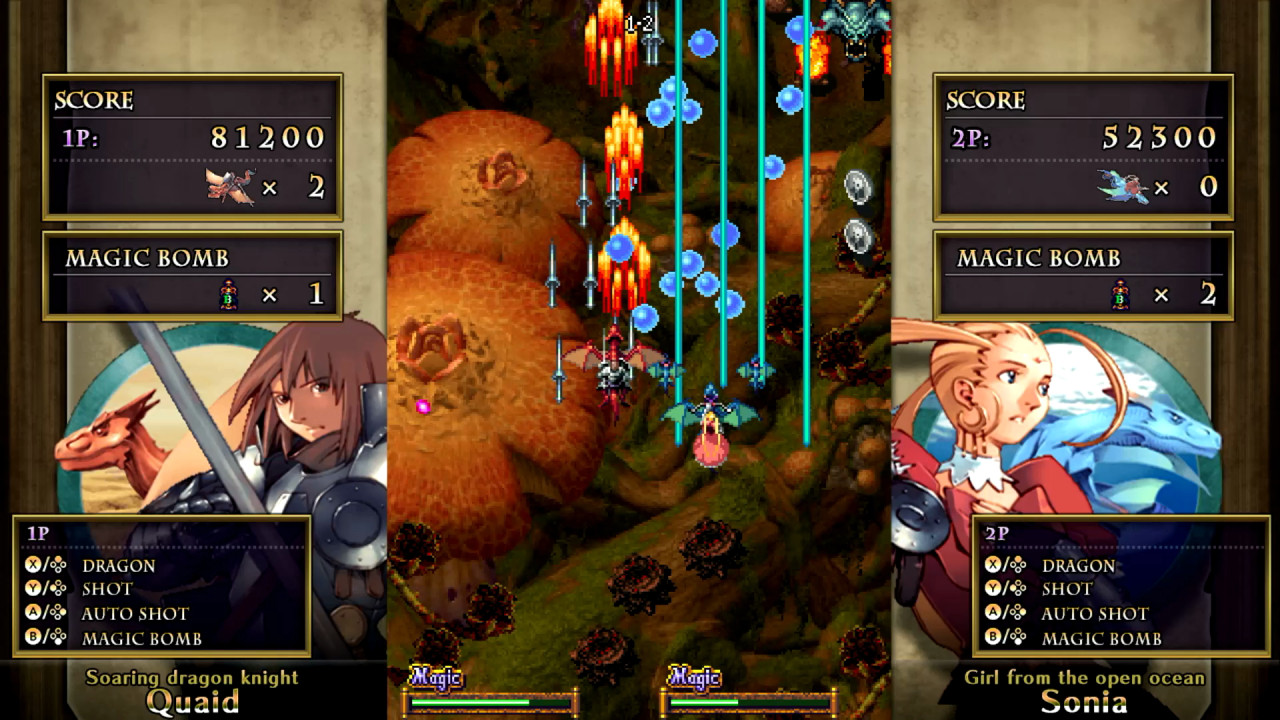 1-2
SCORE
1P: 81200
× 2
MAGIC BOMB
B × 1
1P
X/ DRAGON
Y/ SHOT
A/ AUTO SHOT
B/ MAGIC BOMB
Soaring dragon knight
Quaid
Magic
Magic
SCORE
2P: 52300
× 0
MAGIC BOMB
B × 2
2P
X/ DRAGON
Y/ SHOT
A/ AUTO SHOT
B/ MAGIC BOMB
Girl from the open ocean
Sonia